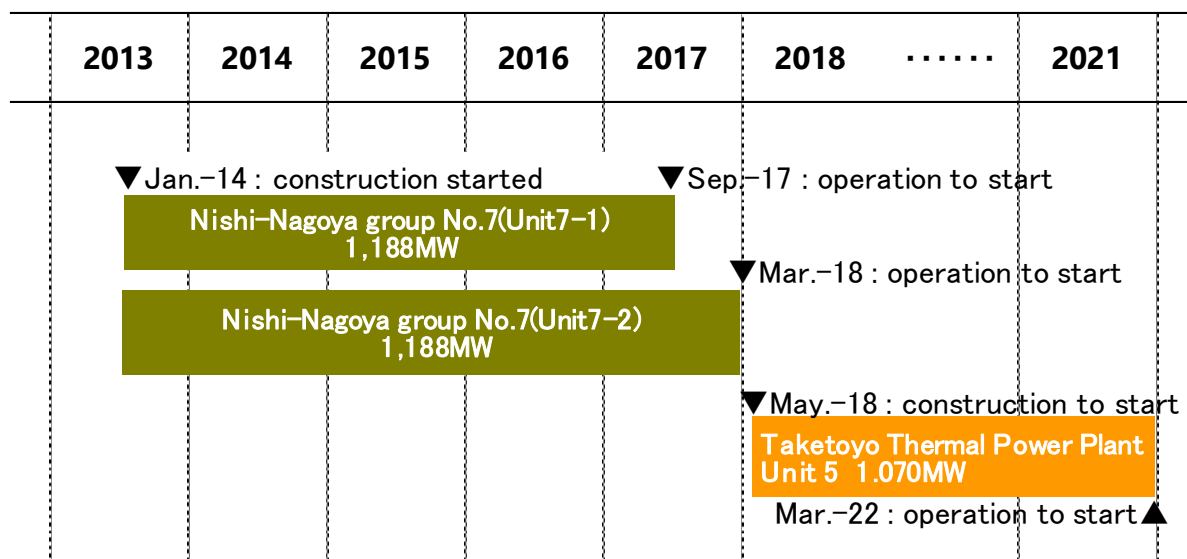 2013 2014 2015 2016 2017 2018 ······ 2021
▼Jan.-14 : construction started ▼Sep.-17 : operation to start
Nishi-Nagoya group No.7(Unit7-1)
1,188MW
▼Mar.-18 : operation to start
Nishi-Nagoya group No.7(Unit7-2)
1,188MW
▼May.-18 : construction to start
Taketoyo Thermal Power Plant
Unit 5 1.070MW
Mar.-22 : operation to start▲